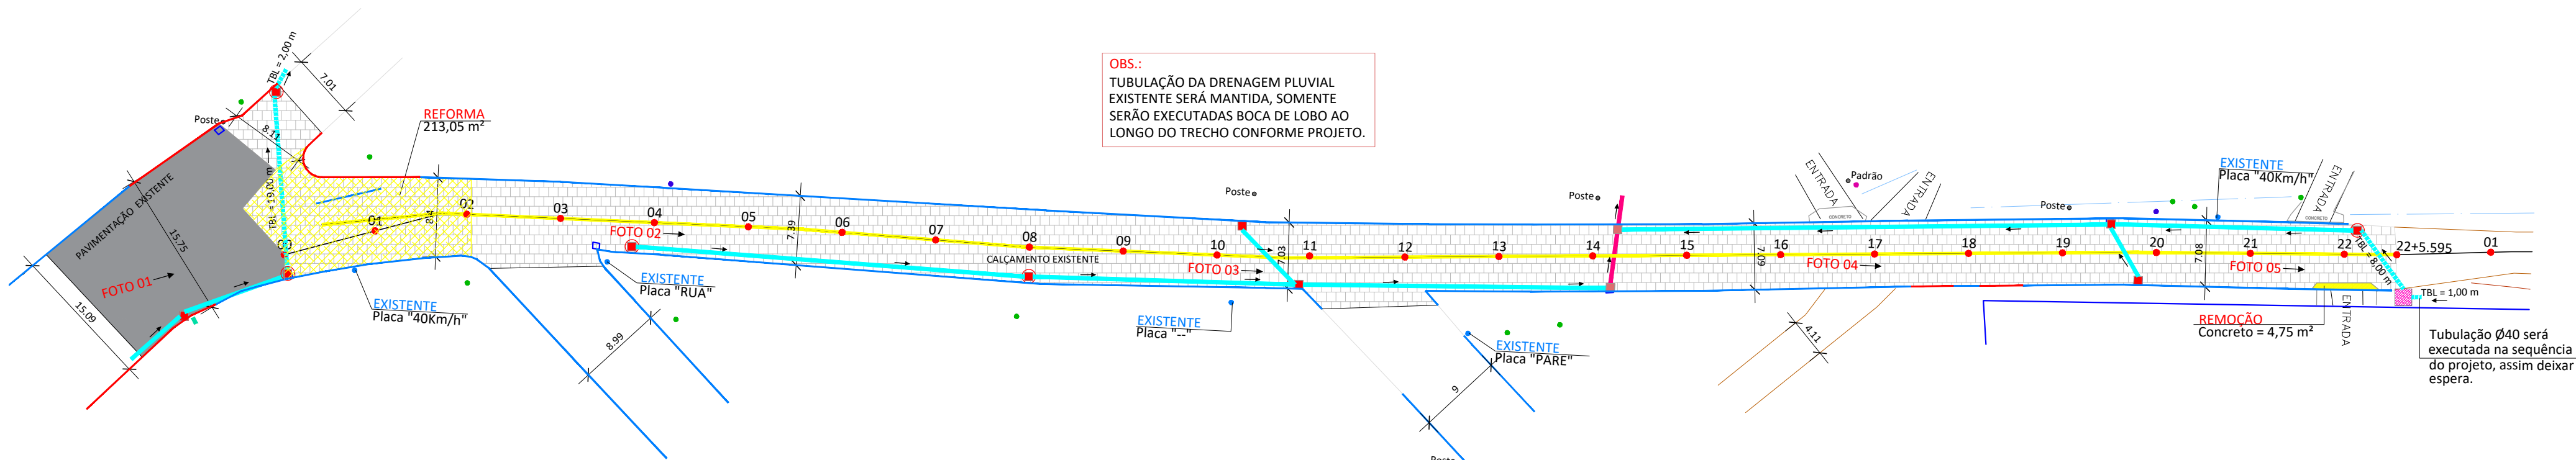 TBL = 2,00 m
7.01
OBS.:
TUBULAÇÃO DA DRENAGEM PLUVIAL
EXISTENTE SERÁ MANTIDA, SOMENTE
SERÃO EXECUTADAS BOCA DE LOBO AO
LONGO DO TRECHO CONFORME PROJETO.
REFORMA
213,05 m²
Poste
8.11
PAVIMENTAÇÃO EXISTENTE
TBL = 19,00 m
15.75
15.09
FOTO 01
00
01
02
03
04
05
06
07
08
09
10
11
12
13
14
15
16
17
18
19
20
21
22
22+5.595
01
8.4
FOTO 02
7.39
CALÇAMENTO EXISTENTE
FOTO 03
7.03
Poste
Poste
7.09
FOTO 04
ENTRADA
Padrão
ENTRADA
CONCRETO
Poste
EXISTENTE
Placa "40Km/h"
ENTRADA
CONCRETO
7.08
FOTO 05
TBL = 8,00 m
TBL = 1,00 m
EXISTENTE
Placa "40Km/h"
EXISTENTE
Placa "RUA"
8.99
EXISTENTE
Placa "--"
EXISTENTE
Placa "PARE"
9
4.11
REMOÇÃO
Concreto = 4,75 m²
ENTRADA
Tubulação Ø40 será
executada na sequência
do projeto, assim deixar
espera.